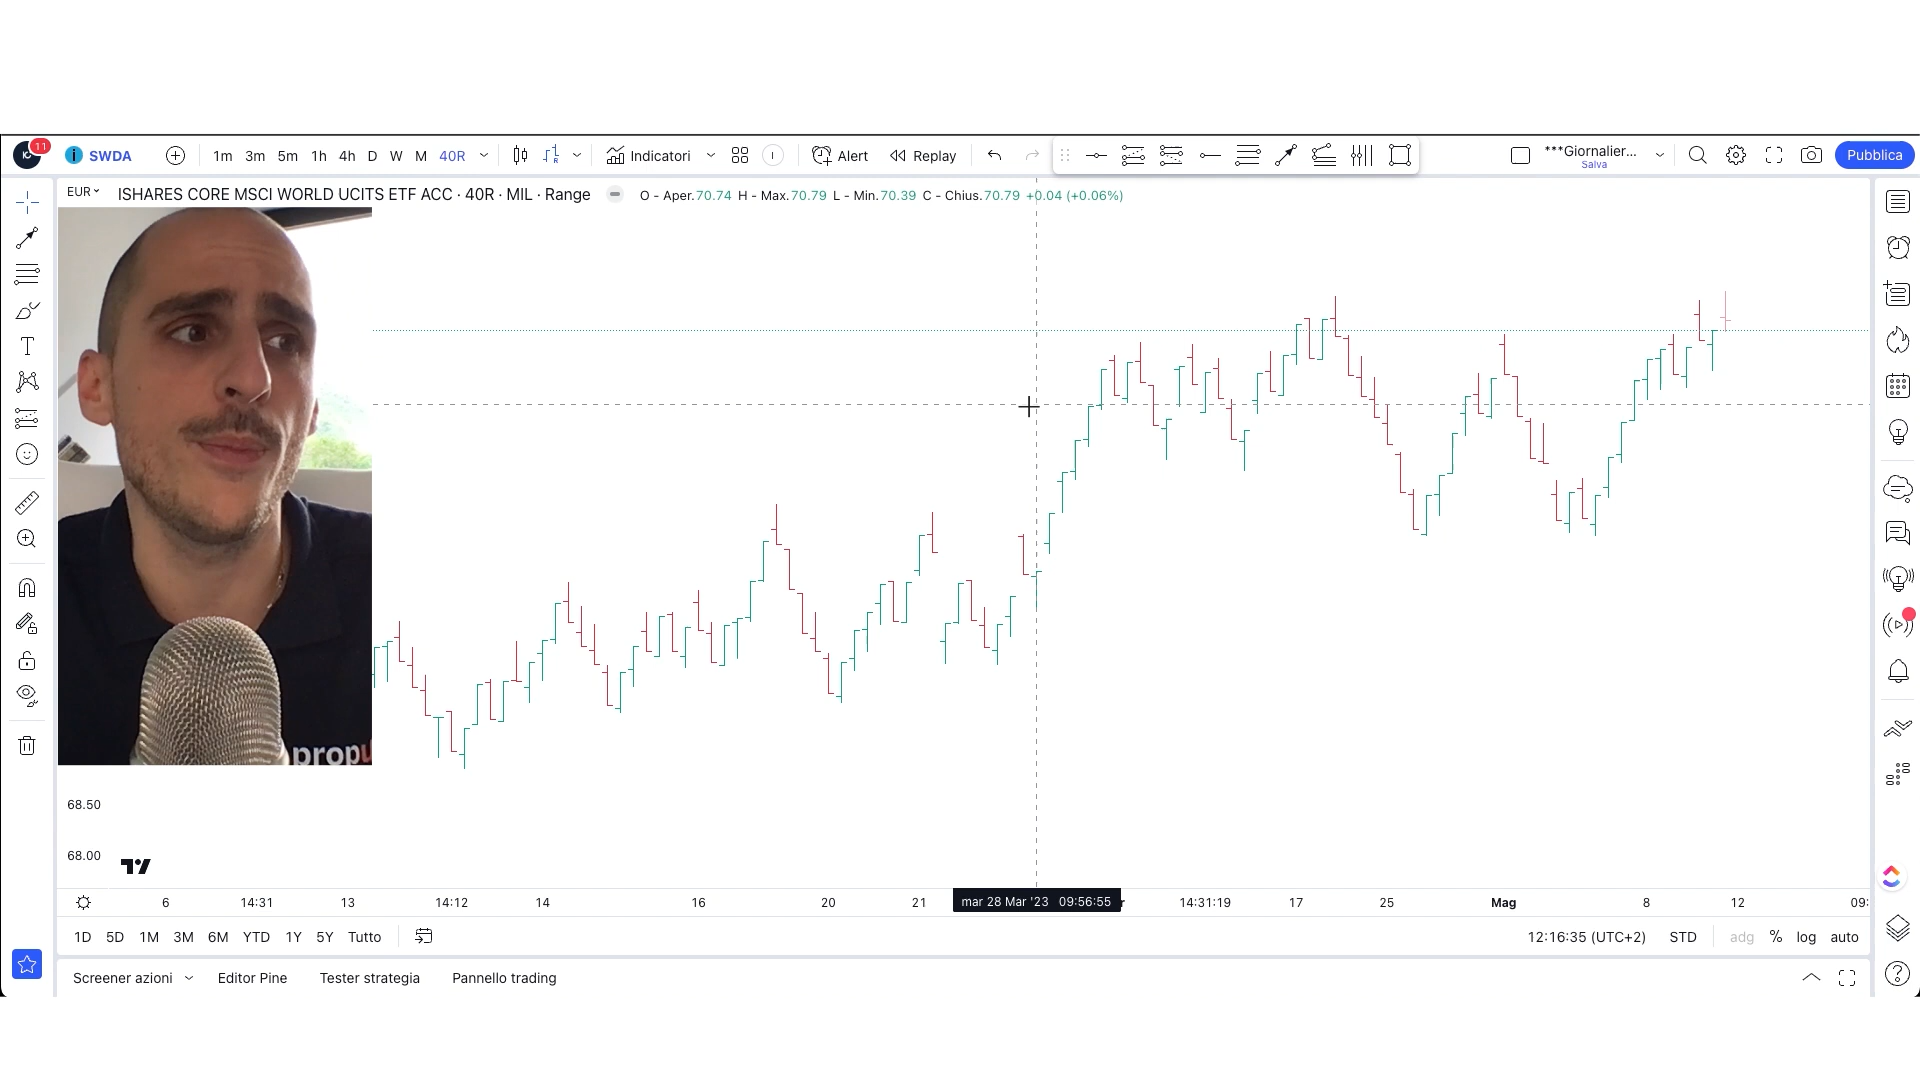 11
SWDA
1m 3m 5m 1h 4h D W M 40R
Indicatori
Alert
Replay
***Giornalier...
Salva
Pubblica
EUR
ISHARES CORE MSCI WORLD UCITS ETF ACC · 40R · MIL · Range
O - Aper.70.74 H - Max.70.79 L - Min.70.39 C - Chius.70.79 +0.04 (+0.06%)
propu
68.50
68.00
6 14:31 13 14:12 14 16 20 21 mar 28 Mar '23 09:56:55 r 14:31:19 17 25 Mag 8 12 09:
1D 5D 1M 3M 6M YTD 1Y 5Y Tutto
12:16:35 (UTC+2) STD adg % log auto
Screener azioni Editor Pine Tester strategia Pannello trading